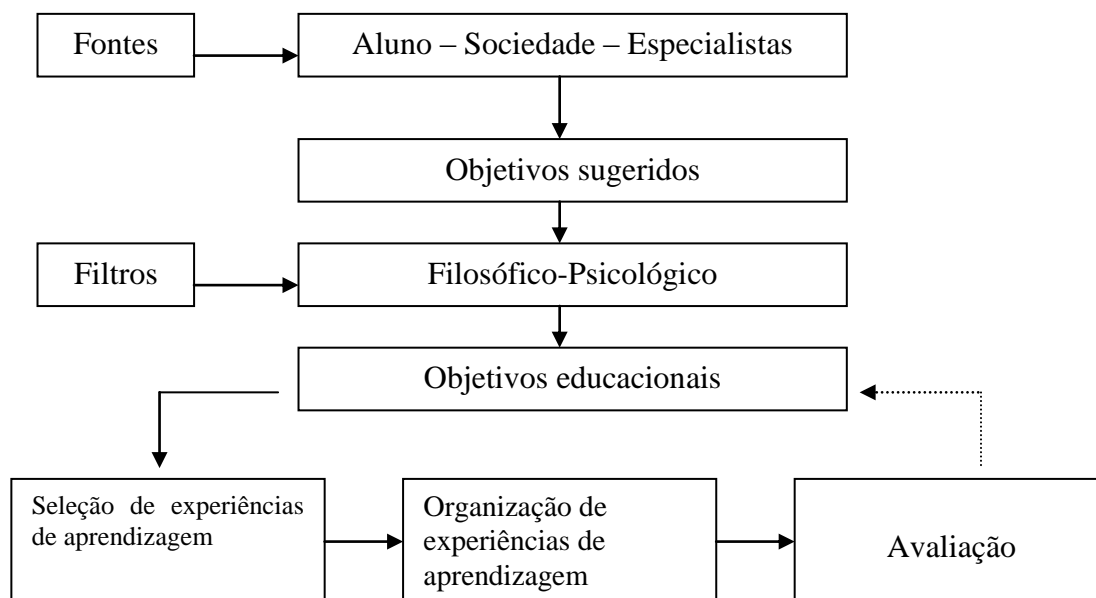 Fontes
Aluno – Sociedade – Especialistas
Objetivos sugeridos
Filtros
Filosófico-Psicológico
Objetivos educacionais
Seleção de experiências
de aprendizagem
Organização de
experiências de
aprendizagem
Avaliação